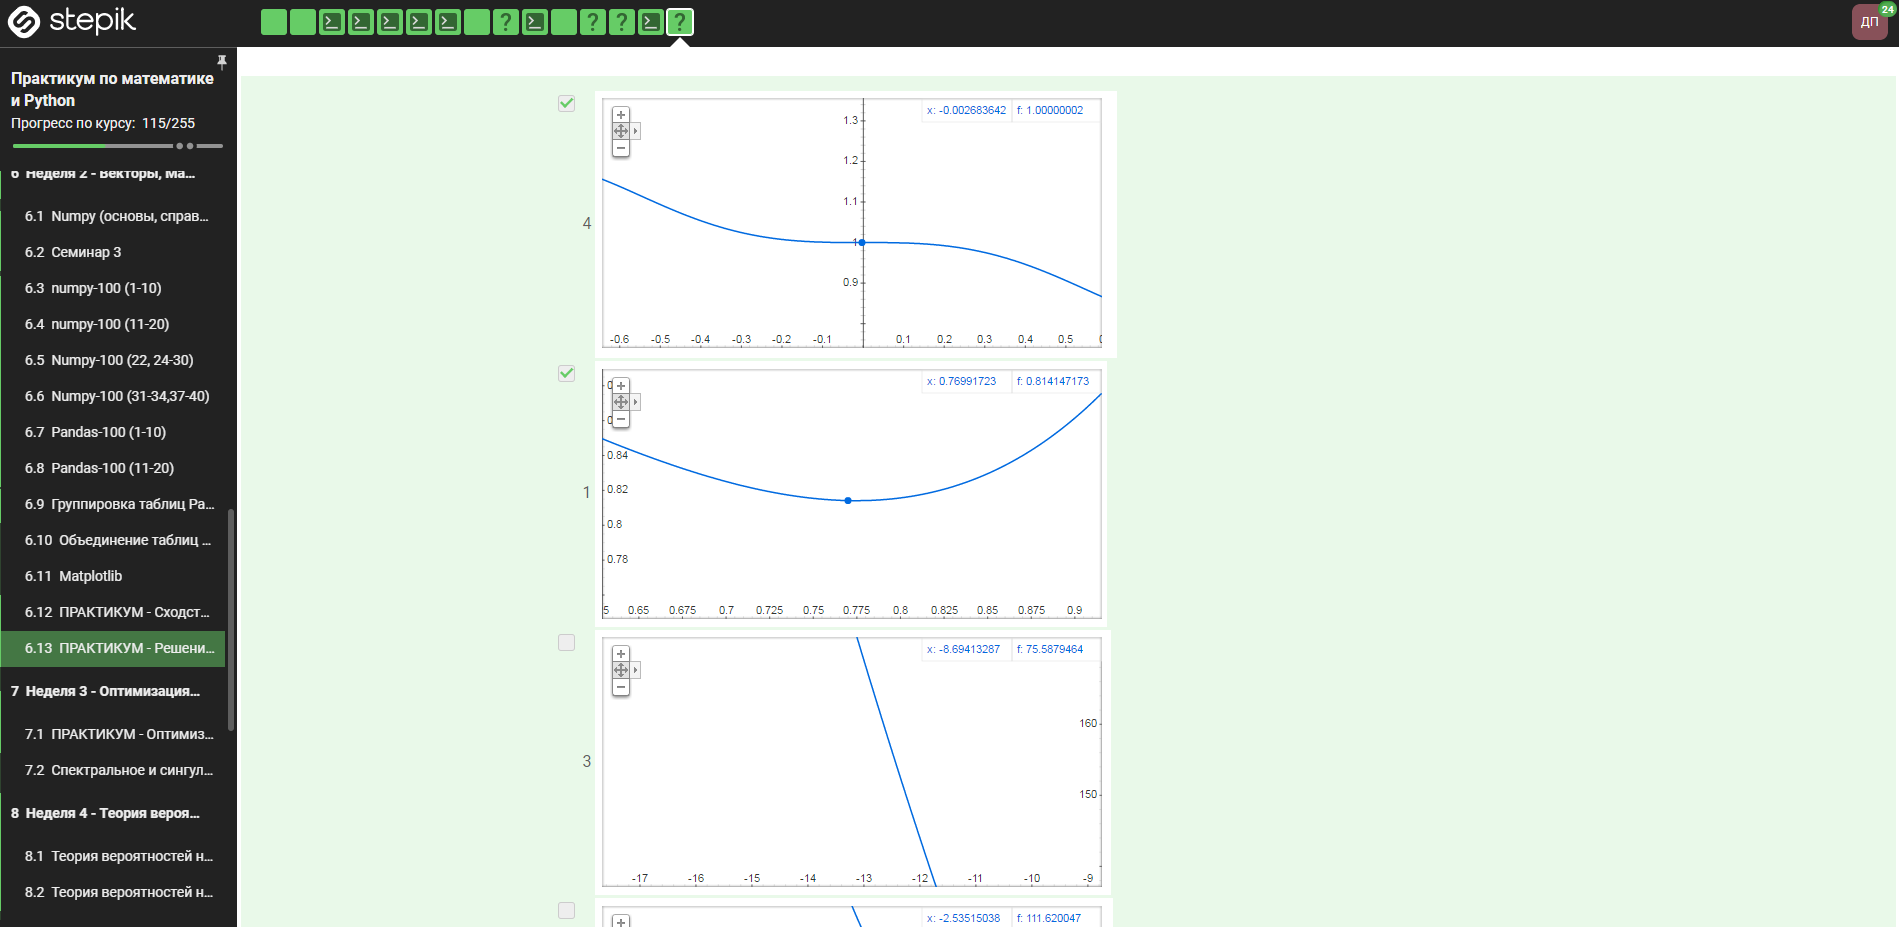 stepik
ДП
24
Практикум по математике
и Python
Прогресс по курсу: 115/255
6 Неделя 2 - Векторы, Ма...
6.1 Numpy (основы, справ...
6.2 Семинар 3
6.3 numpy-100 (1-10)
6.4 numpy-100 (11-20)
6.5 Numpy-100 (22, 24-30)
6.6 Numpy-100 (31-34,37-40)
6.7 Pandas-100 (1-10)
6.8 Pandas-100 (11-20)
6.9 Группировка таблиц Pa...
6.10 Объединение таблиц ...
6.11 Matplotlib
6.12 ПРАКТИКУМ - Сходст...
6.13 ПРАКТИКУМ - Решени...
7 Неделя 3 - Оптимизация...
7.1 ПРАКТИКУМ - Оптимиз...
7.2 Спектральное и сингул...
8 Неделя 4 - Теория вероя...
8.1 Теория вероятностей н...
8.2 Теория вероятностей н...
4
x: -0.002683642 f: 1.00000002
1.3
1.2
1.1
1
0.9
-0.6 -0.5 -0.4 -0.3 -0.2 -0.1 0.1 0.2 0.3 0.4 0.5
1
x: 0.76991723 f: 0.814147173
0.84
0.82
0.8
0.78
5 0.65 0.675 0.7 0.725 0.75 0.775 0.8 0.825 0.85 0.875 0.9
3
x: -8.69413287 f: 75.5879464
160
150
-17 -16 -15 -14 -13 -12 -11 -10 -9
x: -2.53515038 f: 111.620047